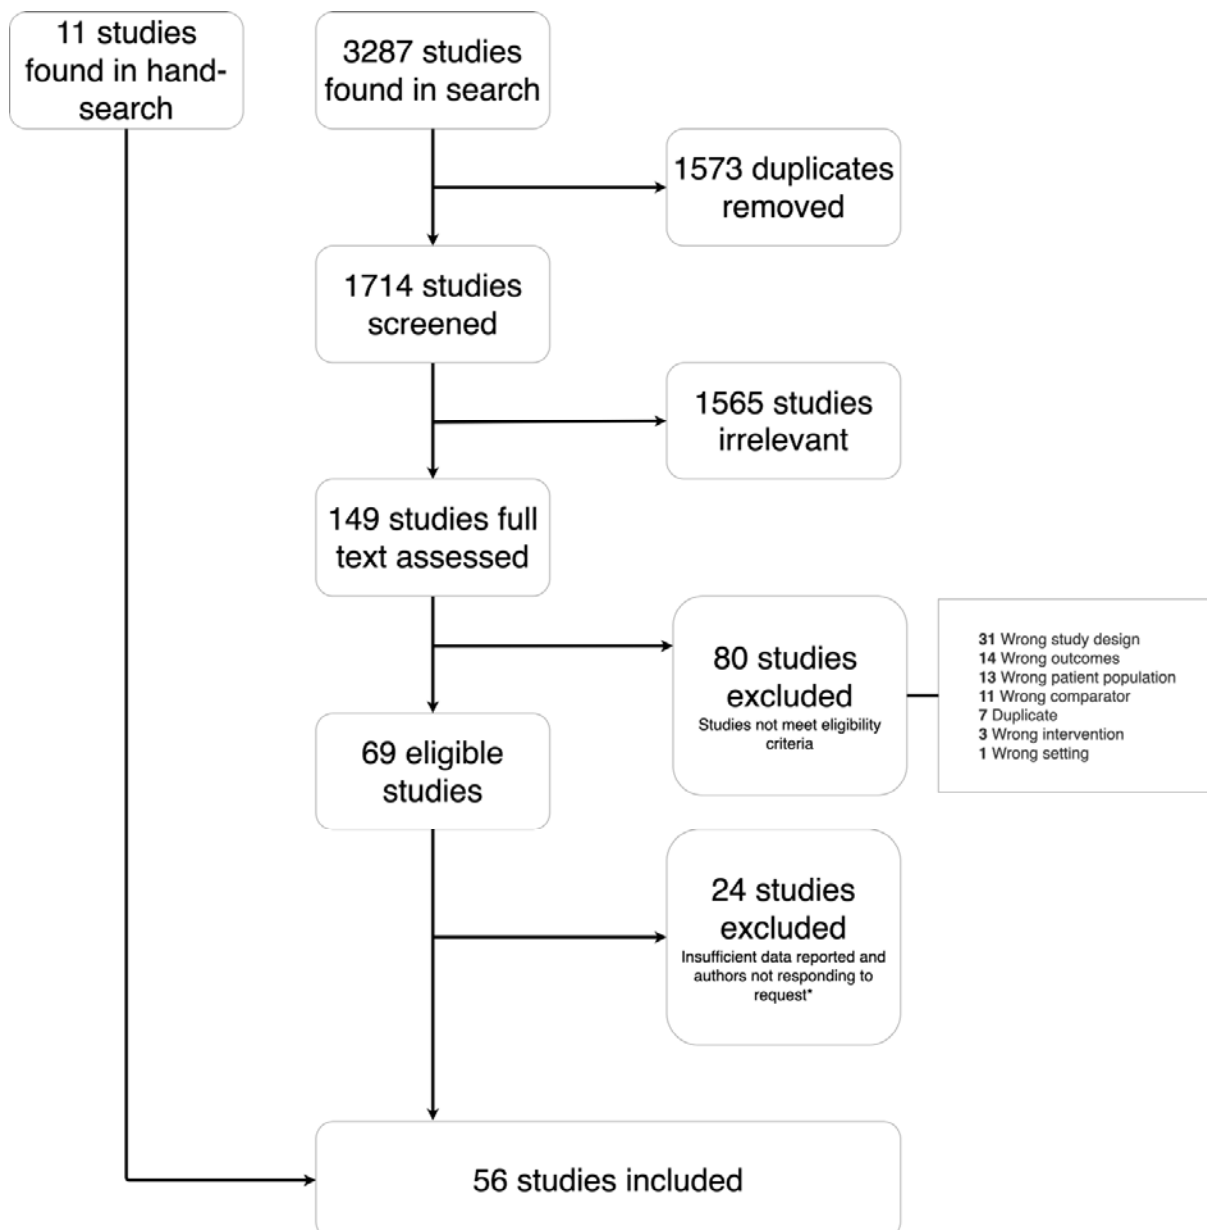 11 studies
found in hand-
search
3287 studies
found in search
1573 duplicates
removed
1714 studies
screened
1565 studies
irrelevant
149 studies full
text assessed
80 studies
excluded
Studies not meet eligibility
criteria
31 Wrong study design
14 Wrong outcomes
13 Wrong patient population
11 Wrong comparator
7 Duplicate
3 Wrong intervention
1 Wrong setting
69 eligible
studies
24 studies
excluded
Insufficient data reported and
authors not responding to
request*
56 studies included